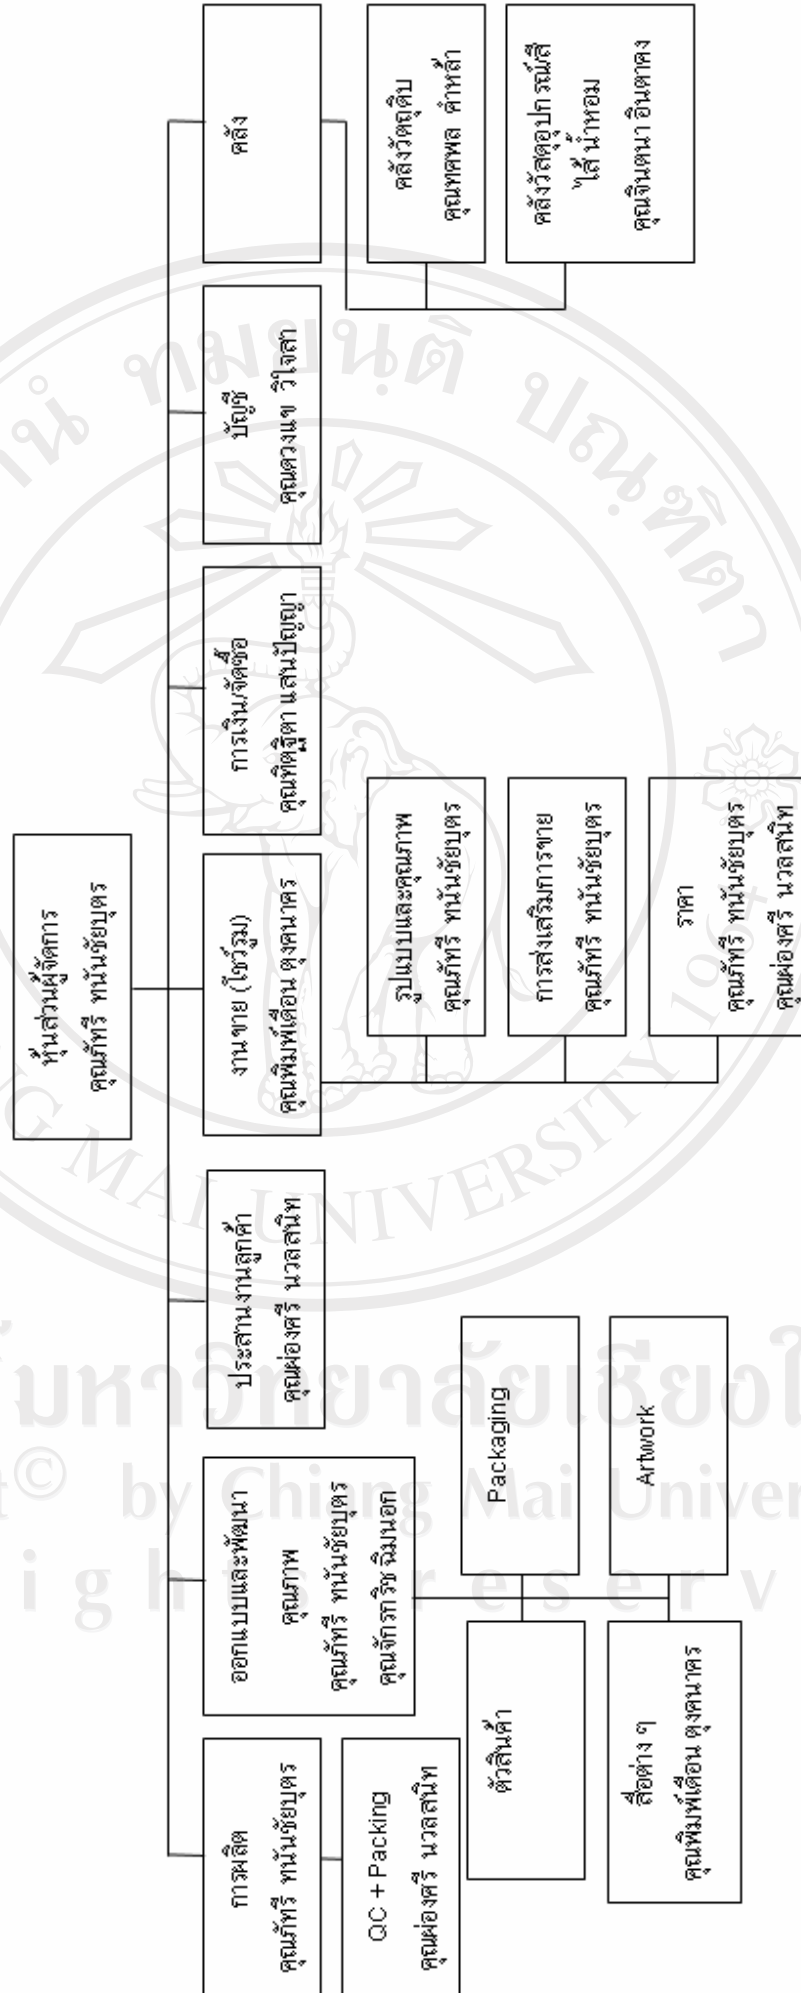 หุ้นส่วนผู้จัดการ
คุณภัทรี ทนันชัยบุตร
การผลิต
คุณภัทรี ทนันชัยบุตร
QC + Packing
คุณผ่องศรี นวลสนิท
ออกแบบและพัฒนา
คุณภาพ
คุณภัทรี ทนันชัยบุตร
คุณจักรกริช ฉิมนอก
ตัวสินค้า
Packaging
สื่อต่าง ๆ
คุณพิมพ์เดือน ตุงคนาคร
Artwork
ประสานงานลูกค้า
คุณผ่องศรี นวลสนิท
งานขาย (โชว์รูม)
คุณพิมพ์เดือน ตุงคนาคร
รูปแบบและคุณภาพ
คุณภัทรี ทนันชัยบุตร
การส่งเสริมการขาย
คุณภัทรี ทนันชัยบุตร
ราคา
คุณภัทรี ทนันชัยบุตร
คุณผ่องศรี นวลสนิท
การเงิน/จัดซื้อ
แสนปัญญา
บัญชี
คุณดวงแข วิใจสา
คลัง
คลังวัตถุดิบ
คุณทศพล คำหล้า
คลังวัสดุอุปกรณ์/สี
ไส้ น้ำหอม
คุณจินตนา อินตาคง
by Chiang Mai Univer
MAI UNIVERSITY 1964